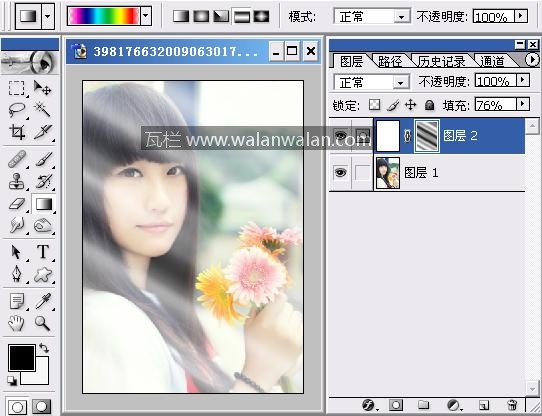 模式: 正常 不透明度: 100%
398176632009063017...
图层 路径 历史记录 通道
正常 不透明度: 100%
锁定: 填充: 76%
图层 2
图层 1
瓦栏 www.walanwalan.com
T